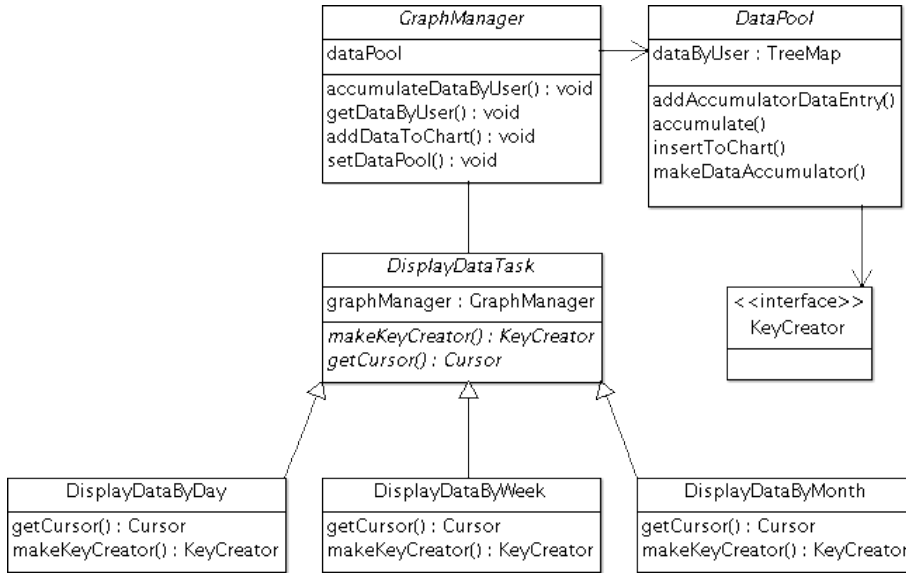 GraphManager
dataPool
accumulateDataByUser() : void
getDataByUser() : void
addDataToChart() : void
setDataPool() : void
DataPool
dataByUser : TreeMap
addAccumulatorDataEntry()
accumulate()
insertToChart()
makeDataAccumulator()
DisplayDataTask
graphManager : GraphManager
makeKeyCreator() : KeyCreator
getCursor() : Cursor
<<interface>>
KeyCreator
DisplayDataByDay
getCursor() : Cursor
makeKeyCreator() : KeyCreator
DisplayDataByWeek
getCursor() : Cursor
makeKeyCreator() : KeyCreator
DisplayDataByMonth
getCursor() : Cursor
makeKeyCreator() : KeyCreator